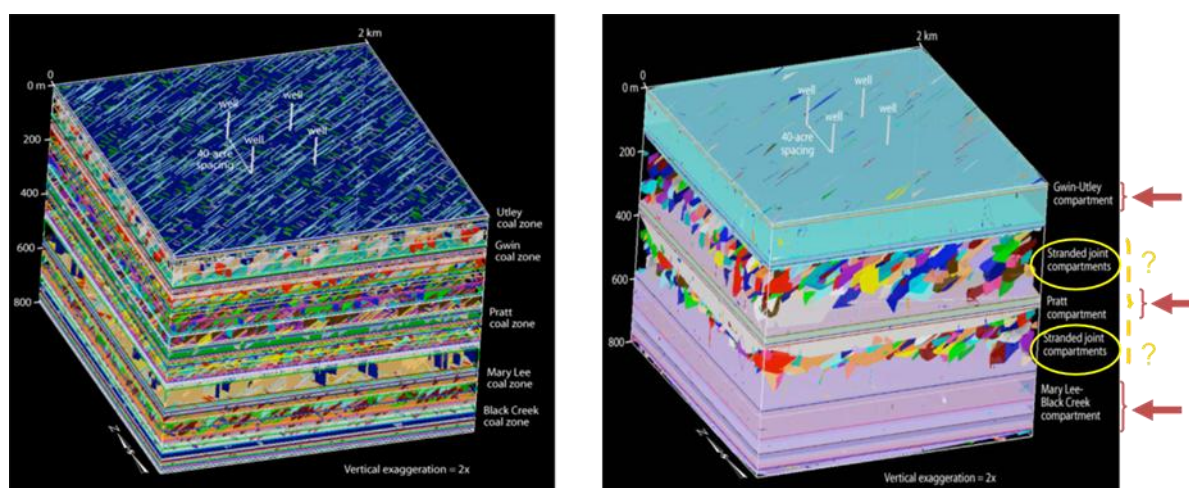 2 km
0
0 m
well
well
well
well
40-acre
spacing
200
400
600
800
Utley
coal zone
Gwin
coal zone
Pratt
coal zone
Mary Lee
coal zone
Black Creek
coal zone
N
Vertical exaggeration = 2x
2 km
0
0 m
well
well
well
well
40-acre
spacing
200
400
600
800
Gwin-Utley
compartment
Stranded joint
compartments
?
Pratt
compartment
Stranded joint
compartments
?
Mary Lee-
Black Creek
compartment
N
Vertical exaggeration = 2x